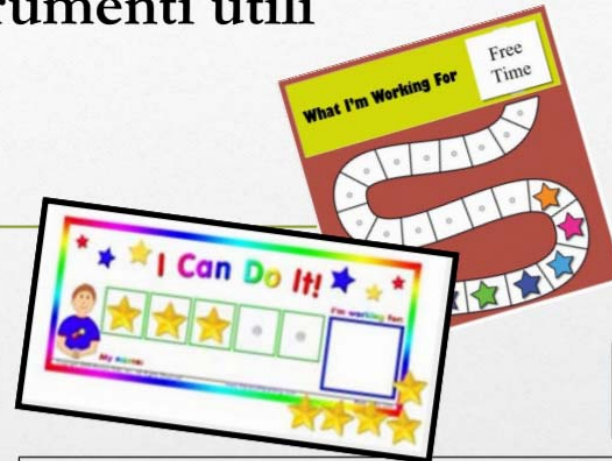 rumenti utili
What I'm Working For
Free
Time
I Can Do It!
I'm working for:
My name: